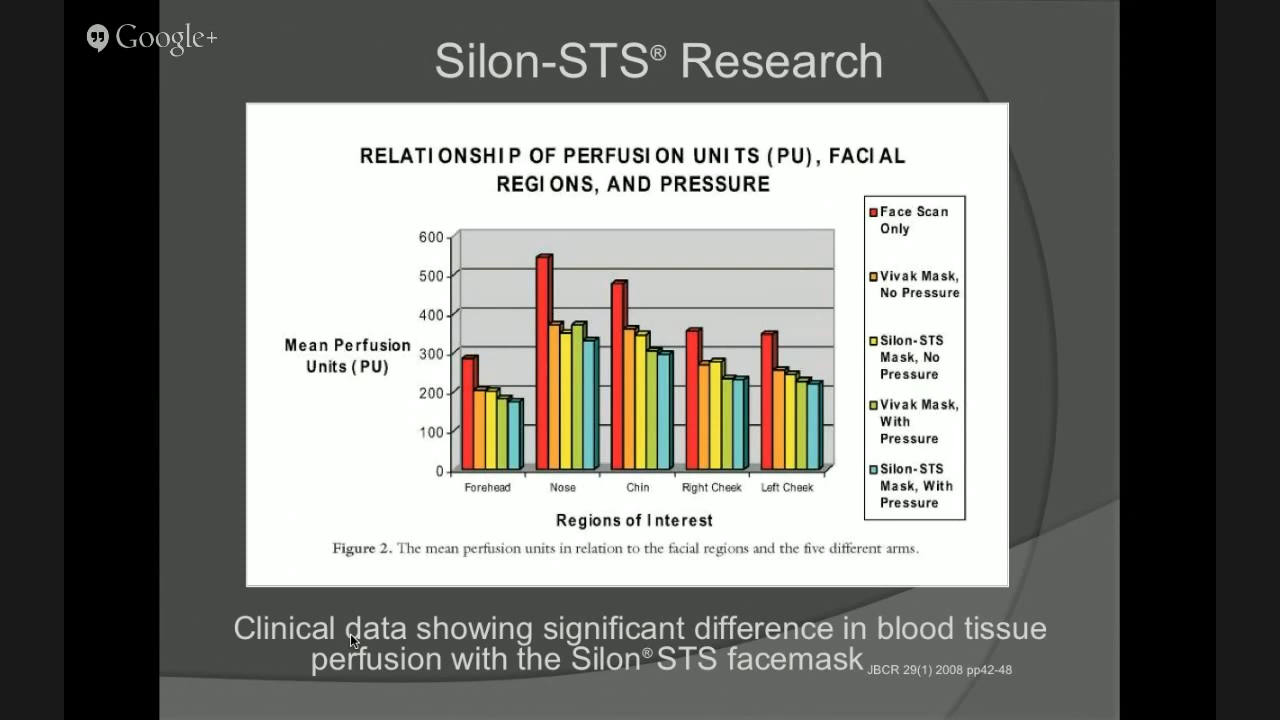 Google+
Silon-STS® Research
RELATIONSHIP OF PERFUSION UNITS (PU), FACIAL
REGIONS, AND PRESSURE
Mean Perfusion
Units (PU)
600
500
400
300
200
100
0
Forehead Nose Chin Right Cheek Left Cheek
Regions of Interest
Face Scan
Only
Vivak Mask,
No Pressure
Silon-STS
Mask, No
Pressure
Vivak Mask,
With
Pressure
Silon-STS
Mask, With
Pressure
Figure 2. The mean perfusion units in relation to the facial regions and the five different arms.
Clinical data showing significant difference in blood tissue
perfusion with the Silon® STS facemask JBCR 29(1) 2008 pp42-48